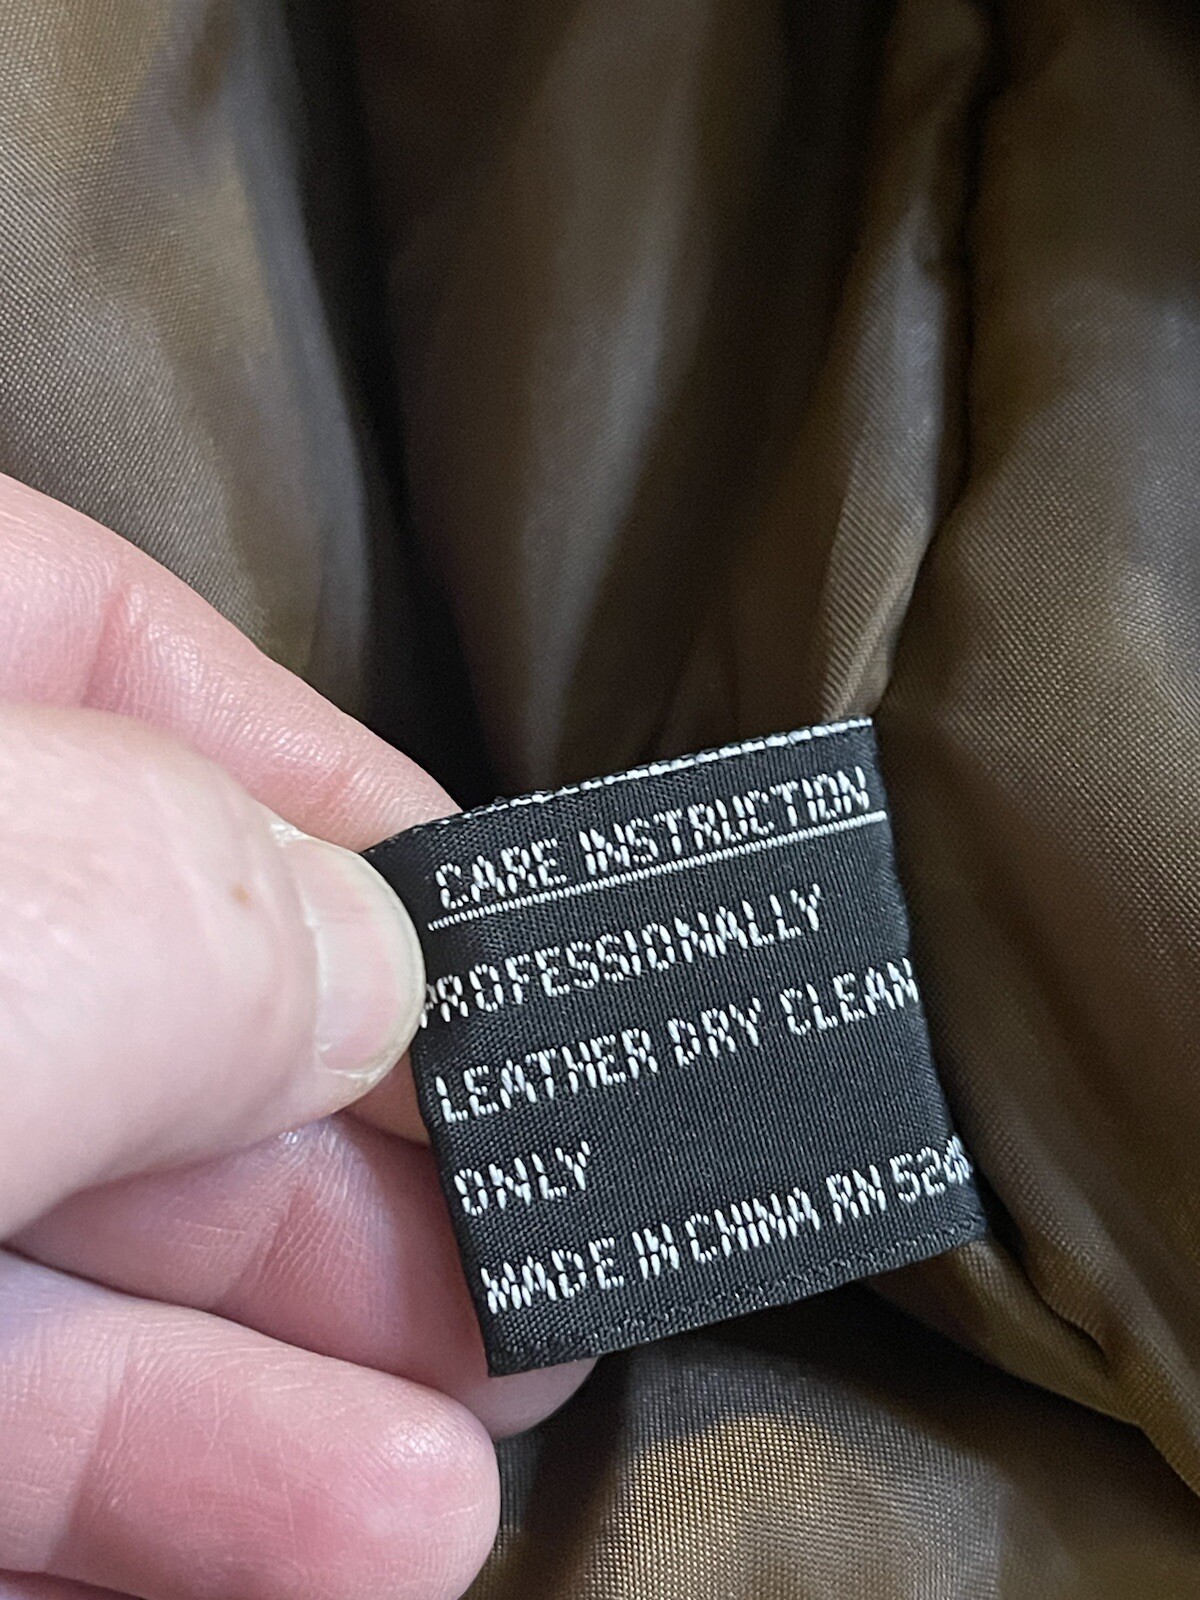 CARE INSTRUCTION
PROFESSIONALLY
LEATHER DRY CLEAN
ONLY
MADE IN CHINA RN